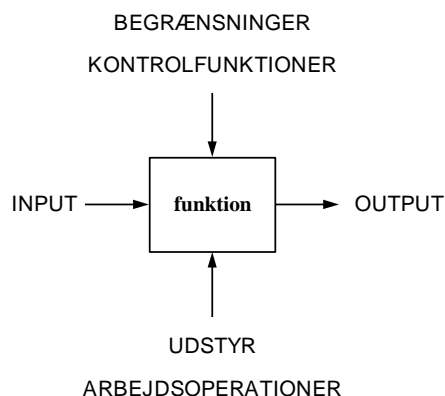 BEGRÆNSNINGER
KONTROLFUNKTIONER
INPUT
funktion
OUTPUT
UDSTYR
ARBEJDSOPERATIONER